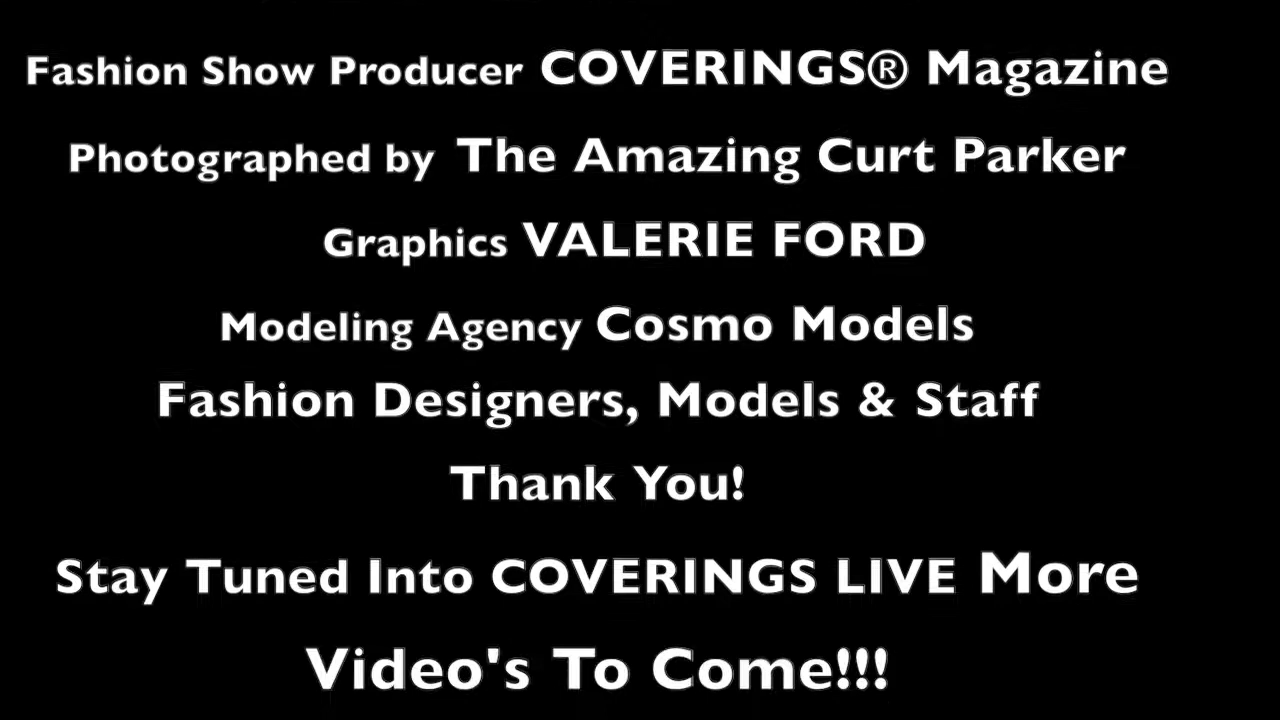 Fashion Show Producer COVERINGS® Magazine
Photographed by The Amazing Curt Parker
Graphics VALERIE FORD
Modeling Agency Cosmo Models
Fashion Designers, Models & Staff
Thank You!
Stay Tuned Into COVERINGS LIVE More
Video's To Come!!!